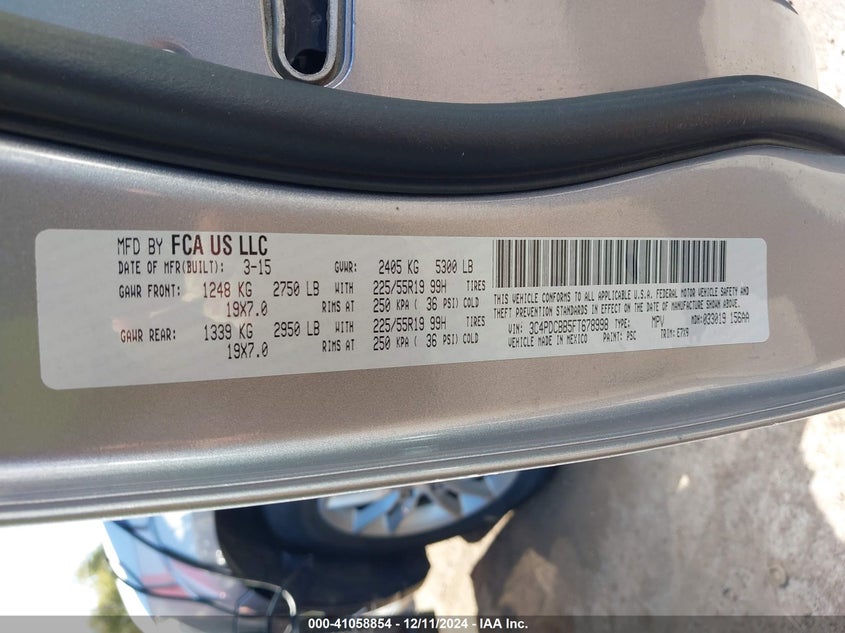 MFD BY FCA US LLC
DATE OF MFR(BUILT): 3-15 GVWR: 2405 KG 5300 LB
GAWR FRONT: 1248 KG 2750 LB WITH 225/55R19 99H TIRES
19X7.0 RIMS AT 250 KPA ( 36 PSI) COLD
GAWR REAR: 1339 KG 2950 LB WITH 225/55R19 99H TIRES
19X7.0 RIMS AT 250 KPA ( 36 PSI) COLD
THIS VEHICLE CONFORMS TO ALL APPLICABLE U.S.A. FEDERAL MOTOR VEHICLE SAFETY AND
THEFT PREVENTION STANDARDS IN EFFECT ON THE DATE OF MANUFACTURE SHOWN ABOVE.
VIN: 3C4PDCBB5FT678998 TYPE: MPV MDH: 033019 156AA
VEHICLE MADE IN MEXICO PAINT: PSC TRIM: E7X9
000-41058854 / 12/11/2024 / IAA Inc.